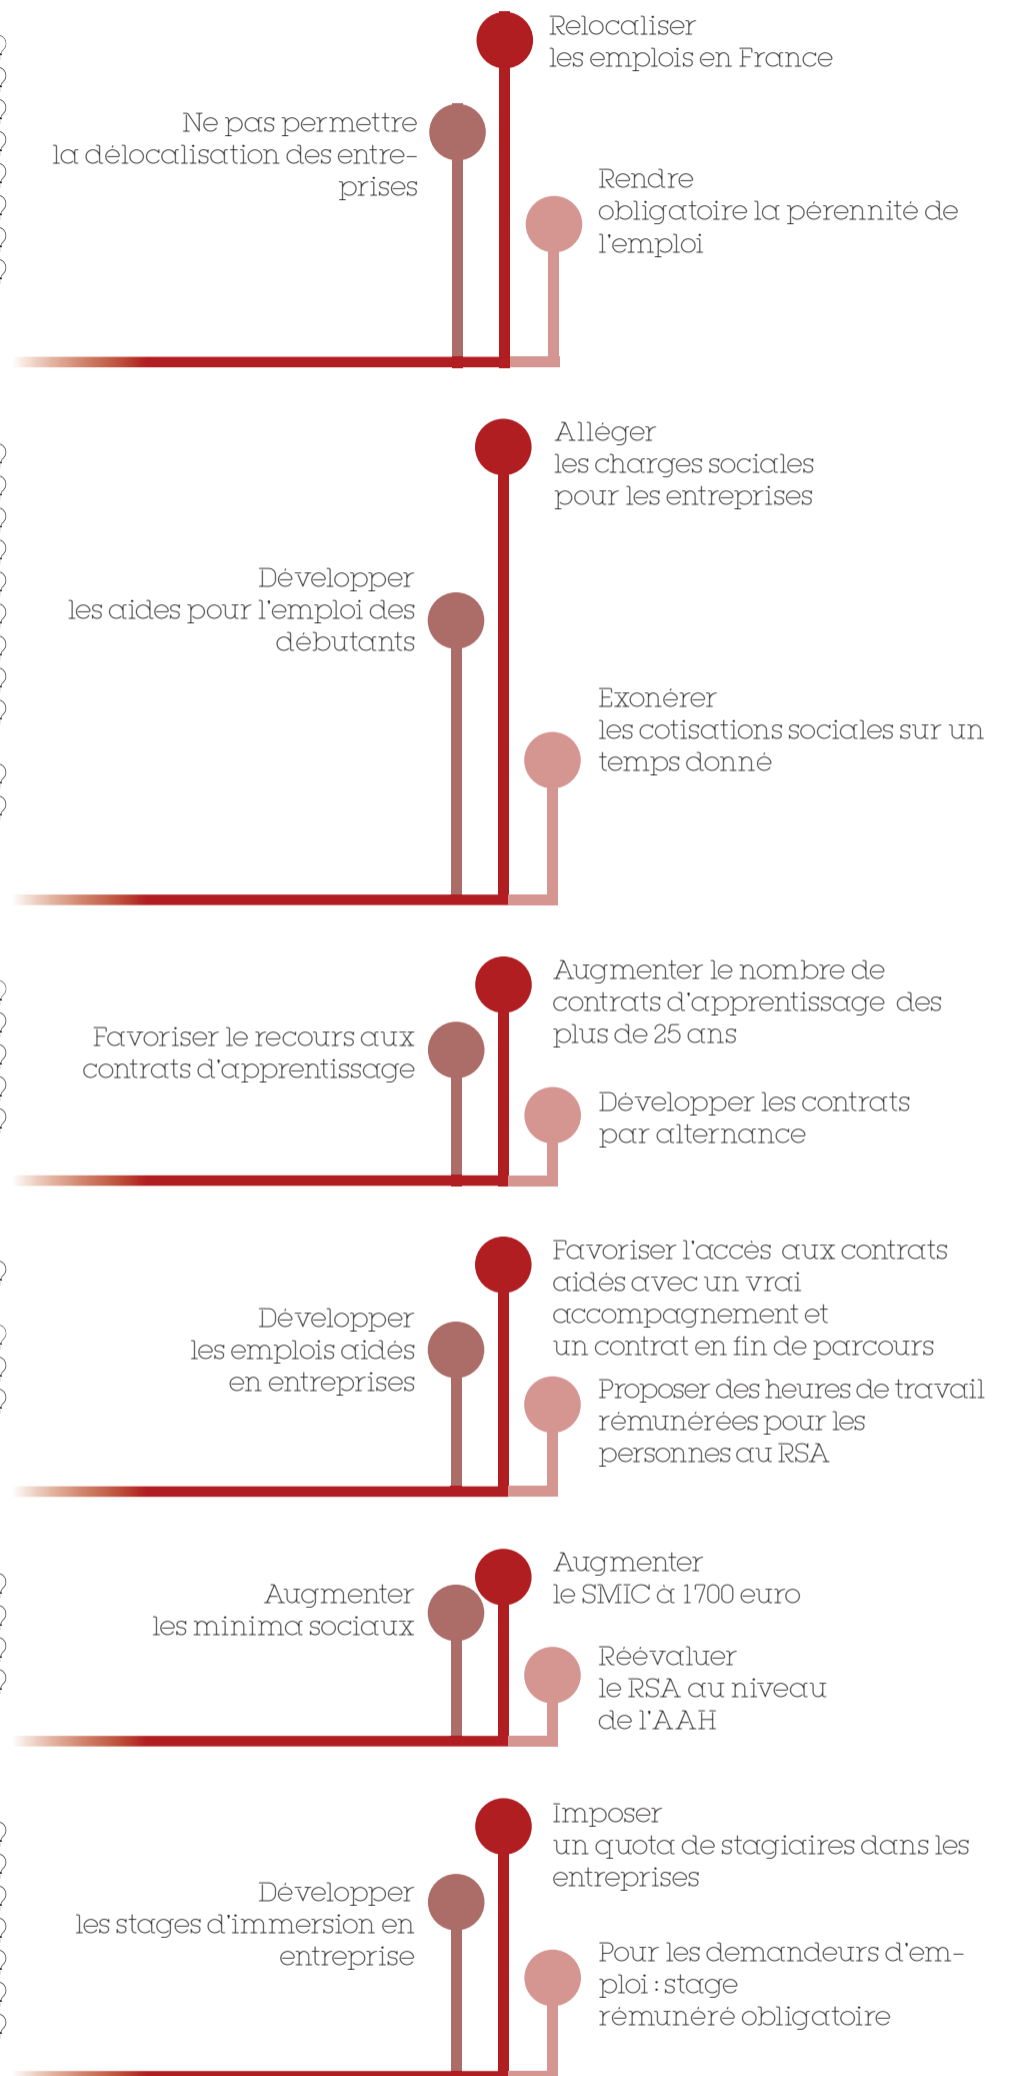 Relocaliser
les emplois en France
Ne pas permettre
la délocalisation des entre-
prises
Rendre
obligatoire la pérennité de
l'emploi
Alléger
les charges sociales
pour les entreprises
Développer
les aides pour l'emploi des
débutants
Exonérer
les cotisations sociales sur un
temps donné
Augmenter le nombre de
contrats d'apprentissage des
plus de 25 ans
Favoriser le recours aux
contrats d'apprentissage
Développer les contrats
par alternance
Favoriser l'accès aux contrats
aidés avec un vrai
accompagnement et
un contrat en fin de parcours
Développer
les emplois aidés
en entreprises
Proposer des heures de travail
rémunérées pour les
personnes au RSA
Augmenter
le SMIC à 1700 euro
Augmenter
les minima sociaux
Réévaluer
le RSA au niveau
de l'AAH
Imposer
un quota de stagiaires dans les
entreprises
Développer
les stages d'immersion en
entreprise
Pour les demandeurs d'em-
ploi : stage
rémunéré obligatoire